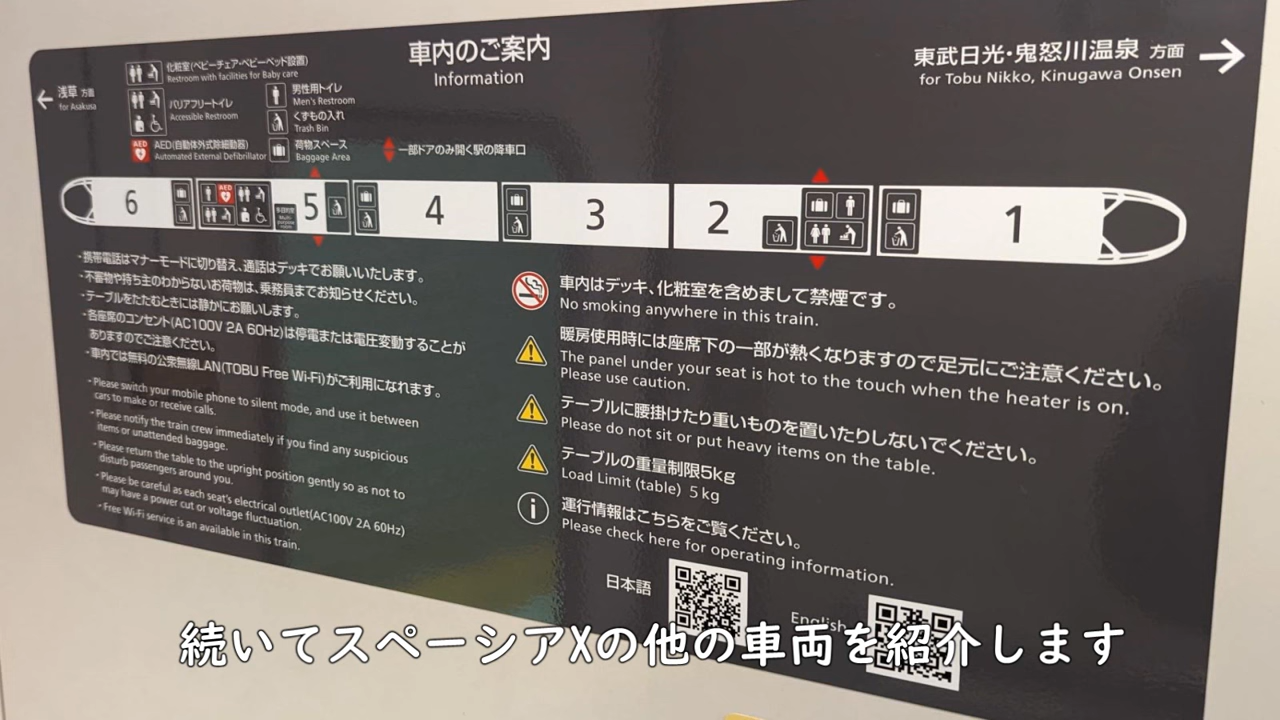 車内のご案内
Information
← 浅草 方面
for Asakusa
東武日光・鬼怒川温泉 方面 →
for Tobu Nikko, Kinugawa Onsen
化粧室(ベビーチェア・ベビーベッド設置)
Restroom with facilities for Baby care
バリアフリートイレ
Accessible Restroom
AED
AED(自動体外式除細動器)
Automated External Defibrillator
男性用トイレ
Men's Restroom
くずもの入れ
Trash Bin
荷物スペース
Baggage Area
一部ドアのみ開く駅の降車口
6
AED
5
4
3
2
1
-携帯電話はマナーモードに切り替え、通話はデッキでお願いいたします。
-不審物や持ち主のわからないお荷物は、乗務員までお知らせください。
-テーブルをたたむときには静かにお願いします。
-各座席のコンセント(AC100V 2A 60Hz)は停電または電圧変動することが
ありますのでご注意ください。
-車内では無料の公衆無線LAN(TOBU Free Wi-Fi)がご利用になれます。
-Please switch your mobile phone to silent mode, and use it between
cars to make or receive calls.
-Please notify the train crew immediately if you find any suspicious
items or unattended baggage.
-Please return the table to the upright position gently so as not to
disturb passengers around you.
-Please be careful as each seat's electrical outlet(AC100V 2A 60Hz)
may have a power cut or voltage fluctuation.
-Free Wi-Fi service is an available in this train.
車内はデッキ、化粧室を含めまして禁煙です。
No smoking anywhere in this train.
暖房使用時には座席下の一部が熱くなりますので足元にご注意ください。
The panel under your seat is hot to the touch when the heater is on.
Please use caution.
テーブルに腰掛けたり重いものを置いたりしないでください。
Please do not sit or put heavy items on the table.
テーブルの重量制限5kg
Load Limit (table) 5 kg
運行情報はこちらをご覧ください。
Please check here for operating information.
日本語
English
続いてスペーシアXの他の車両を紹介します